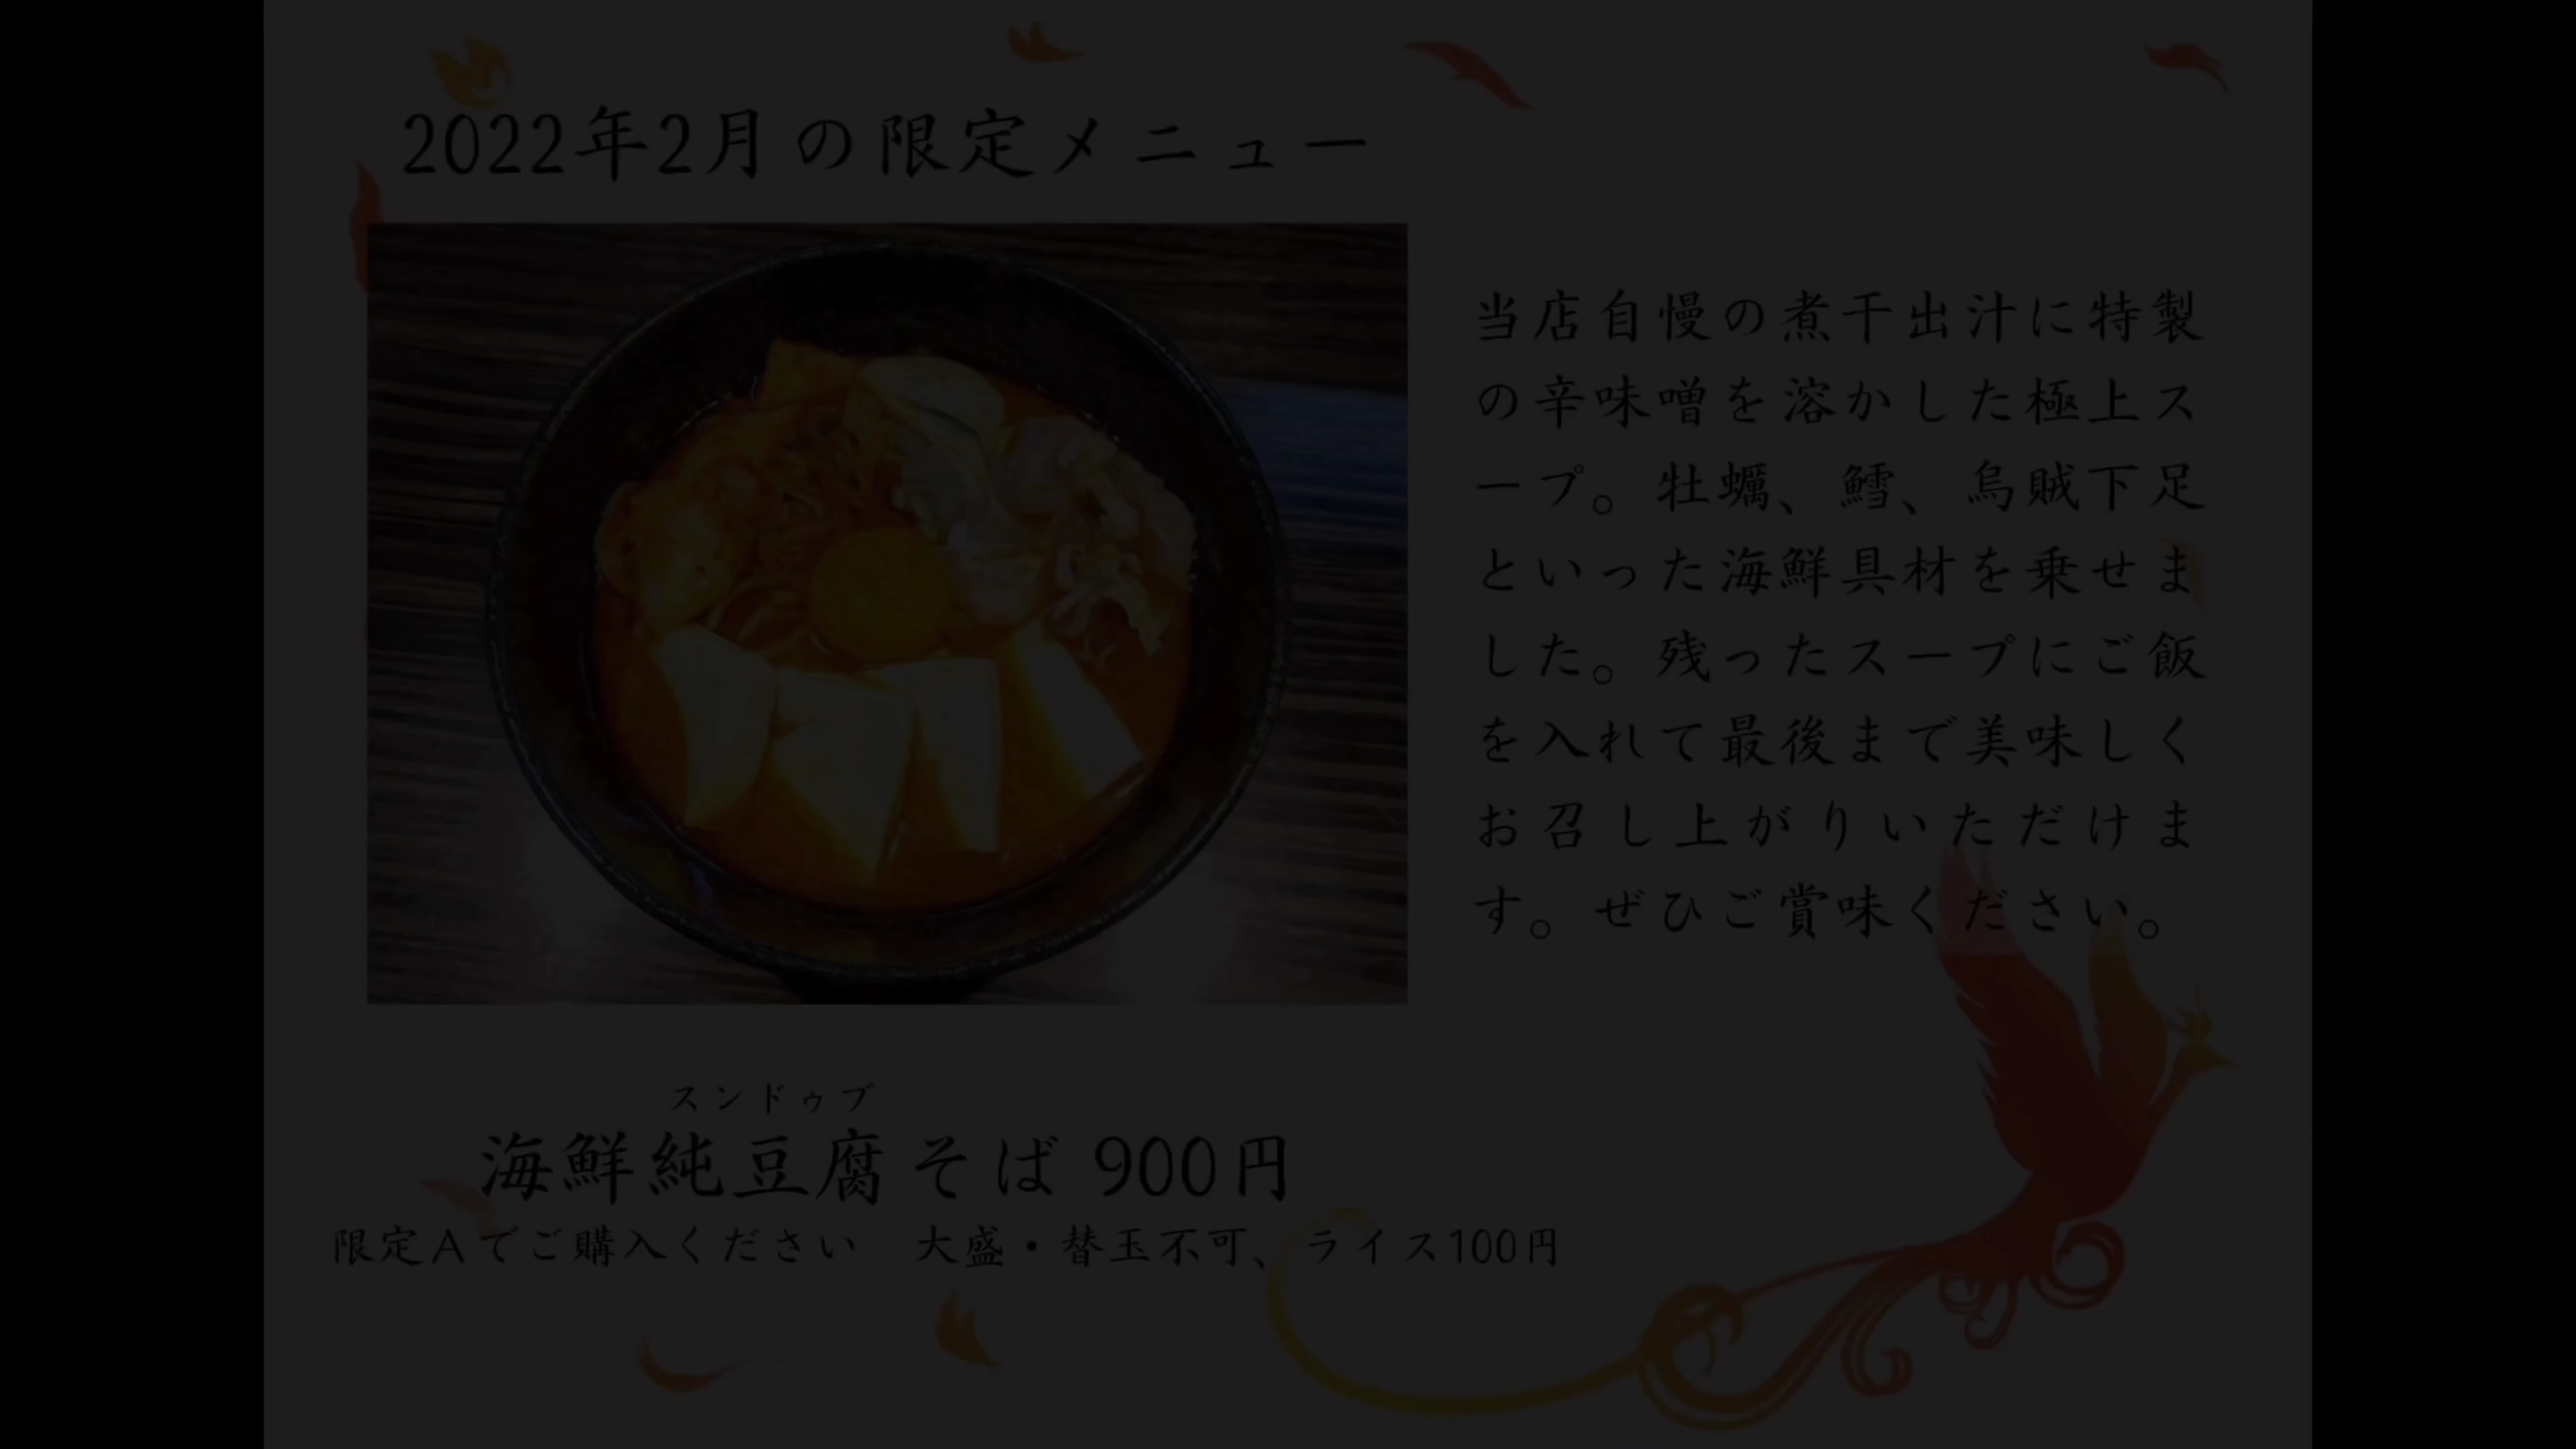 2022年2月の限定メニュー
当店自慢の煮干出汁に特製
の辛味噌を溶かした極上ス
ープ。牡蠣、鱈、烏賊下足
といった海鮮具材を乗せま
した。残ったスープにご飯
を入れて最後まで美味しく
お召し上がりいただけま
す。ぜひご賞味ください。
スンドゥブ
海鮮純豆腐そば 900円
限定Aでご購入ください　大盛・替玉不可、ライス100円